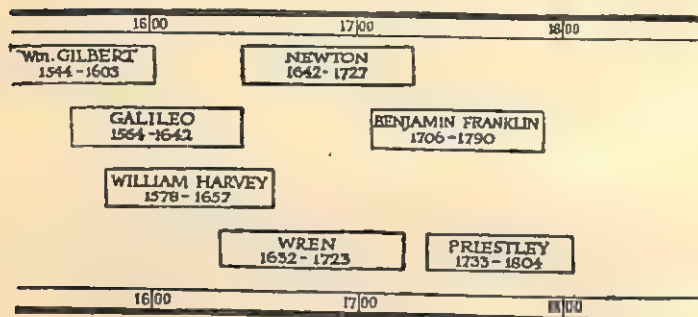 1600 1700 1800
Wm. GILBERT
1544-1603
NEWTON
1642-1727
GALILEO
1564-1642
BENJAMIN FRANKLIN
1706-1790
WILLIAM HARVEY
1578-1657
WREN
1632-1723
PRIESTLEY
1733-1804
1600 1700 1800